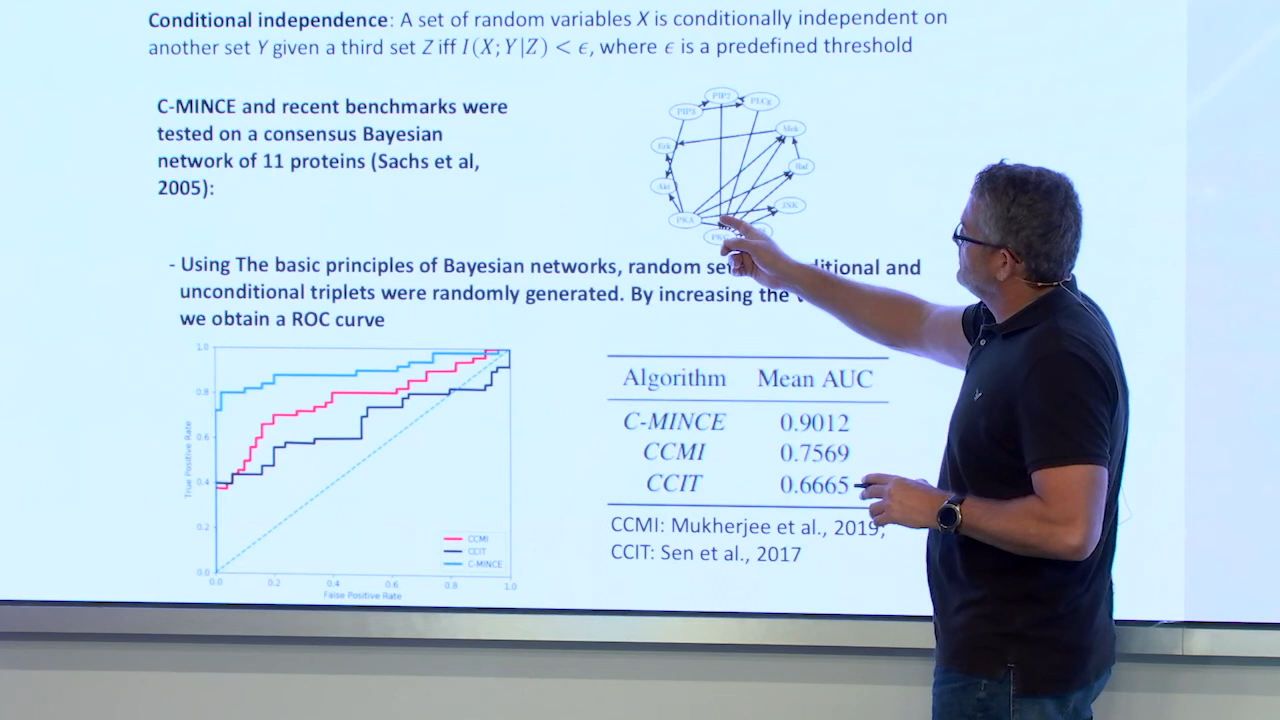 Conditional independence: A set of random variables X is conditionally independent on
another set Y given a third set Z iff I(X;Y|Z) < ϵ, where ϵ is a predefined threshold
C-MINCE and recent benchmarks were
tested on a consensus Bayesian
network of 11 proteins (Sachs et al,
2005):
PIP2
PLCg
PIP3
Mek
Erk
Raf
Akt
JNK
PKA
- Using The basic principles of Bayesian networks, random
unconditional triplets were randomly generated. By increasing the
we obtain a ROC curve
1.0
0.8
0.6
0.4
0.2
0.0
True Positive Rate
CCMI
CCIT
C-MINCE
0.0 0.2 0.4 0.6 0.8 1.0
False Positive Rate
Algorithm Mean AUC
C-MINCE 0.9012
CCMI 0.7569
CCIT 0.6665
CCMI: Mukherjee et al., 2019,
CCIT: Sen et al., 2017